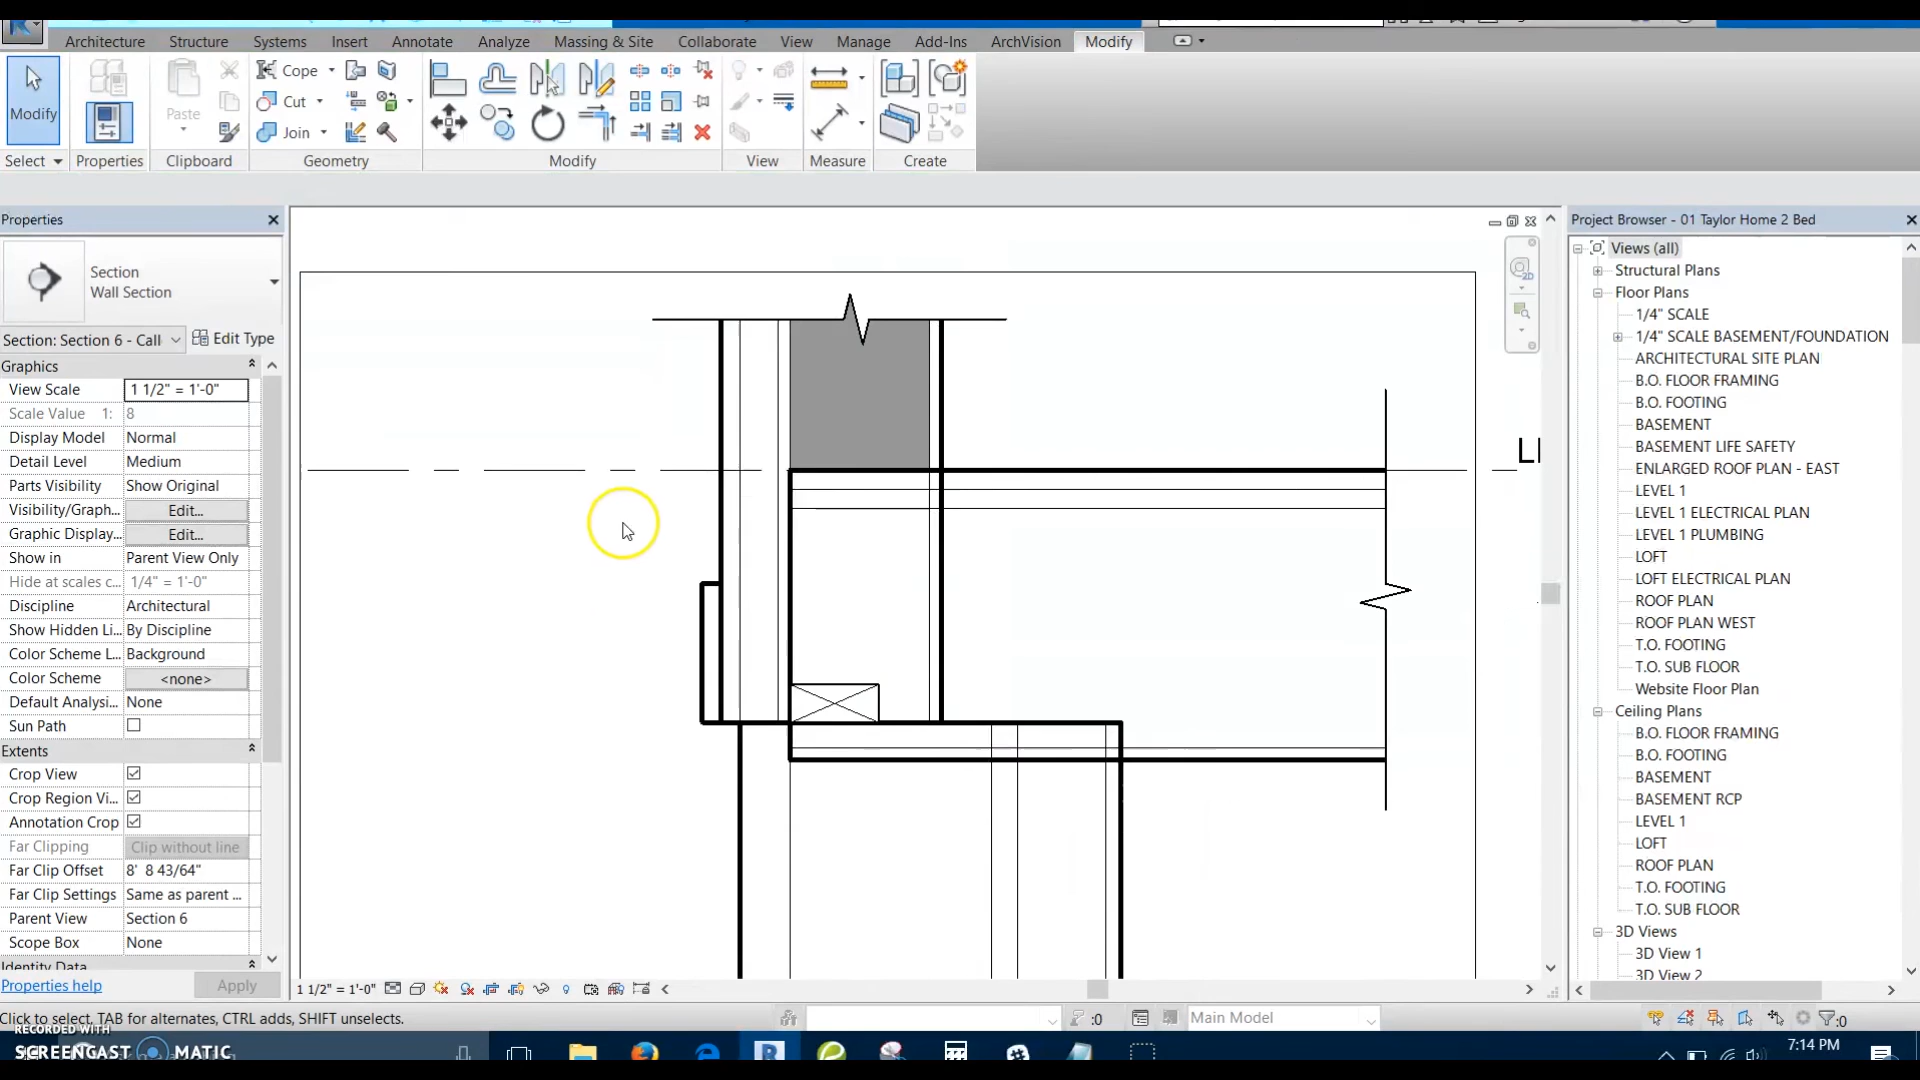 Architecture Structure Systems Insert Annotate Analyze Massing & Site Collaborate View Manage Add-Ins ArchVision Modify
Modify
Paste
Cope
Cut
Join
Select Properties Clipboard Geometry Modify View Measure Create
Properties
Section
Wall Section
Section: Section 6 - Call
Edit Type
Graphics
View Scale 1 1/2" = 1'-0"
Scale Value 1: 8
Display Model Normal
Detail Level Medium
Parts Visibility Show Original
Visibility/Graph... Edit...
Graphic Display... Edit...
Show in Parent View Only
Hide at scales c... 1/4" = 1'-0"
Discipline Architectural
Show Hidden Li... By Discipline
Color Scheme L... Background
Color Scheme <none>
Default Analysi... None
Sun Path
Extents
Crop View
Crop Region Vi...
Annotation Crop
Far Clipping Clip without line
Far Clip Offset 8' 8 43/64"
Far Clip Settings Same as parent ...
Parent View Section 6
Scope Box None
Identity Data
Properties help
Apply
2D
Project Browser - 01 Taylor Home 2 Bed
Views (all)
Structural Plans
Floor Plans
1/4" SCALE
1/4" SCALE BASEMENT/FOUNDATION
ARCHITECTURAL SITE PLAN
B.O. FLOOR FRAMING
B.O. FOOTING
BASEMENT
BASEMENT LIFE SAFETY
ENLARGED ROOF PLAN - EAST
LEVEL 1
LEVEL 1 ELECTRICAL PLAN
LEVEL 1 PLUMBING
LOFT
LOFT ELECTRICAL PLAN
ROOF PLAN
ROOF PLAN WEST
T.O. FOOTING
T.O. SUB FLOOR
Website Floor Plan
Ceiling Plans
B.O. FLOOR FRAMING
B.O. FOOTING
BASEMENT
BASEMENT RCP
LEVEL 1
LOFT
ROOF PLAN
T.O. FOOTING
T.O. SUB FLOOR
3D Views
3D View 1
3D View 2
1 1/2" = 1'-0"
Click to select, TAB for alternates, CTRL adds, SHIFT unselects.
:0
Main Model
:0
RECORDED WITH
SCREENCAST MATIC
7:14 PM